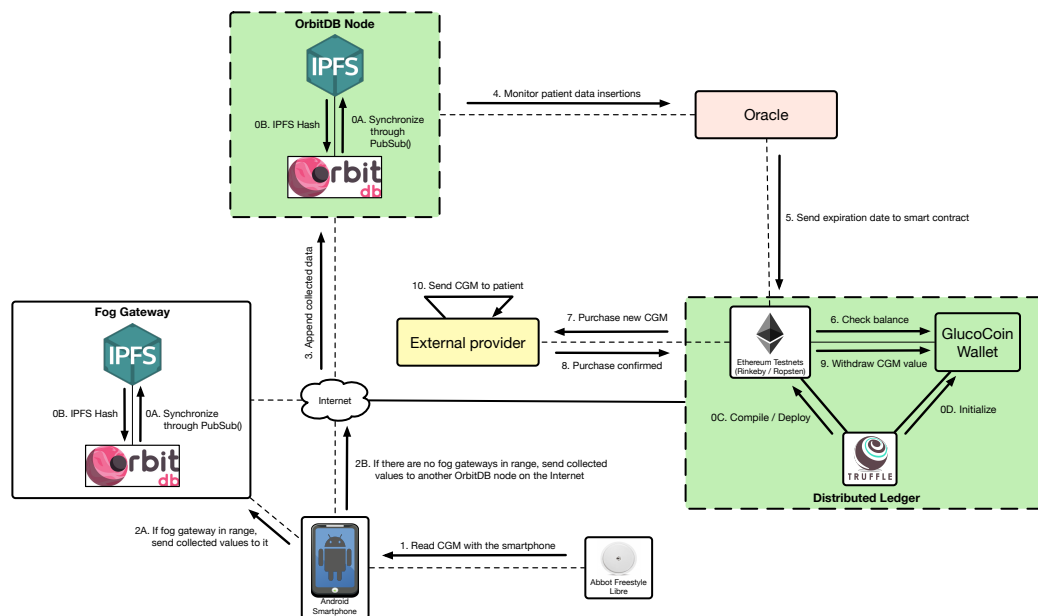 OrbitDB Node
IPFS
0B. IPFS Hash
0A. Synchronize
through
PubSub()
Orbit
db
4. Monitor patient data insertions
Oracle
5. Send expiration date to smart contract
3. Append collected data
10. Send CGM to patient
External provider
7. Purchase new CGM
8. Purchase confirmed
Ethereum Testnets
(Rinkeby / Ropsten)
6. Check balance
9. Withdraw CGM value
GlucoCoin
Wallet
0C. Compile / Deploy
0D. Initialize
TRUFFLE
Distributed Ledger
Fog Gateway
IPFS
0B. IPFS Hash
0A. Synchronize
through PubSub()
Orbit
db
Internet
2B. If there are no fog gateways in range, send collected
values to another OrbitDB node on the Internet
2A. If fog gateway in range,
send collected values to it
1. Read CGM with the smartphone
Android
Smartphone
Abbot Freestyle
Libre